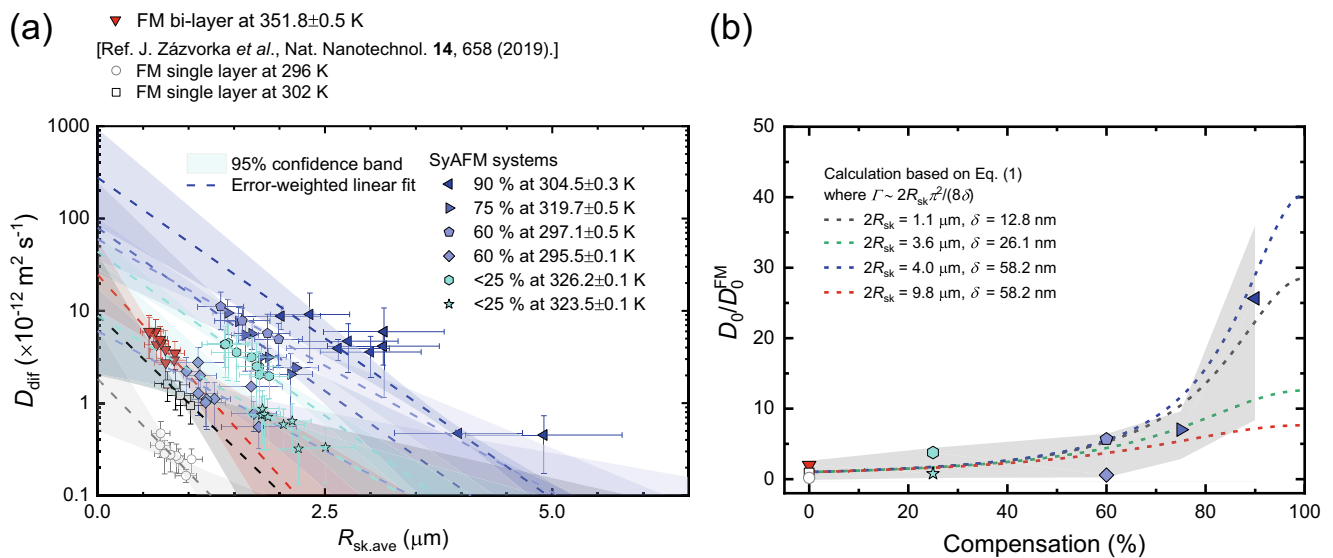 (a)
FM bi-layer at 351.8±0.5 K
[Ref. J. Zázvorka et al., Nat. Nanotechnol. 14, 658 (2019).]
FM single layer at 296 K
FM single layer at 302 K
1000
100
10
1
0.1
D_dif (×10⁻¹² m² s⁻¹)
95% confidence band
Error-weighted linear fit
SyAFM systems
90 % at 304.5±0.3 K
75 % at 319.7±0.5 K
60 % at 297.1±0.5 K
60 % at 295.5±0.1 K
<25 % at 326.2±0.1 K
<25 % at 323.5±0.1 K
0.0 2.5 5.0
R_sk.ave (μm)
(b)
50
40
30
20
10
0
D₀/D₀^FM
Calculation based on Eq. (1)
where Γ ~ 2R_skπ²/(8δ)
2R_sk = 1.1 μm, δ = 12.8 nm
2R_sk = 3.6 μm, δ = 26.1 nm
2R_sk = 4.0 μm, δ = 58.2 nm
2R_sk = 9.8 μm, δ = 58.2 nm
0 20 40 60 80 100
Compensation (%)